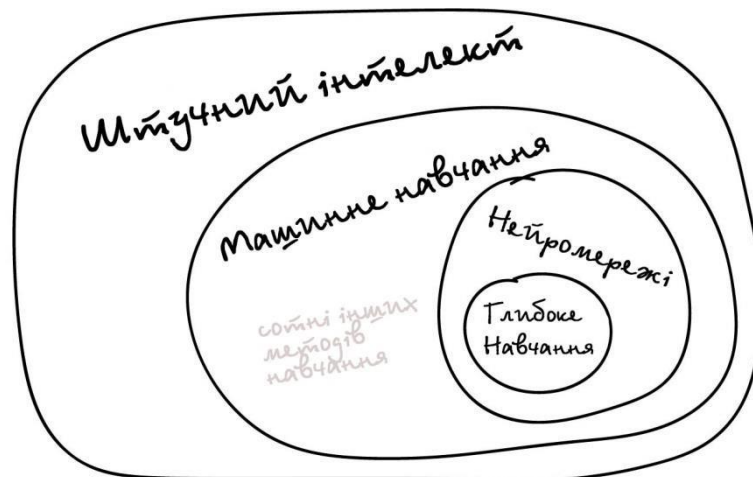 Штучний інтелект
Машинне навчання
Нейромережі
Глибоке
Навчання
сотні інших
методів
навчання